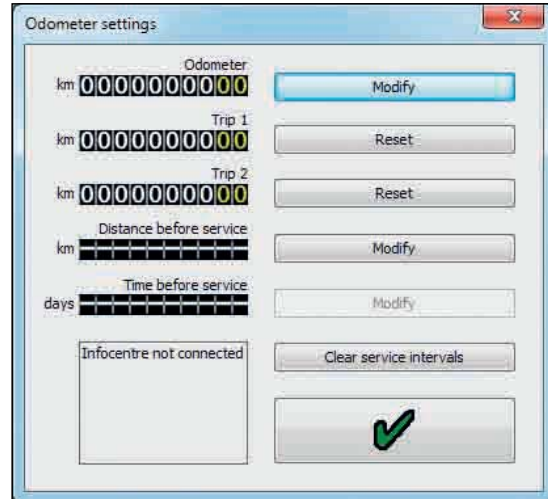 Odometer settings
Odometer
km 0000000000 Modify
Trip 1
km 0000000000 Reset
Trip 2
km 0000000000 Reset
Distance before service
km ---------- Modify
Time before service
days ---------- Modify
Infocentre not connected
Clear service intervals